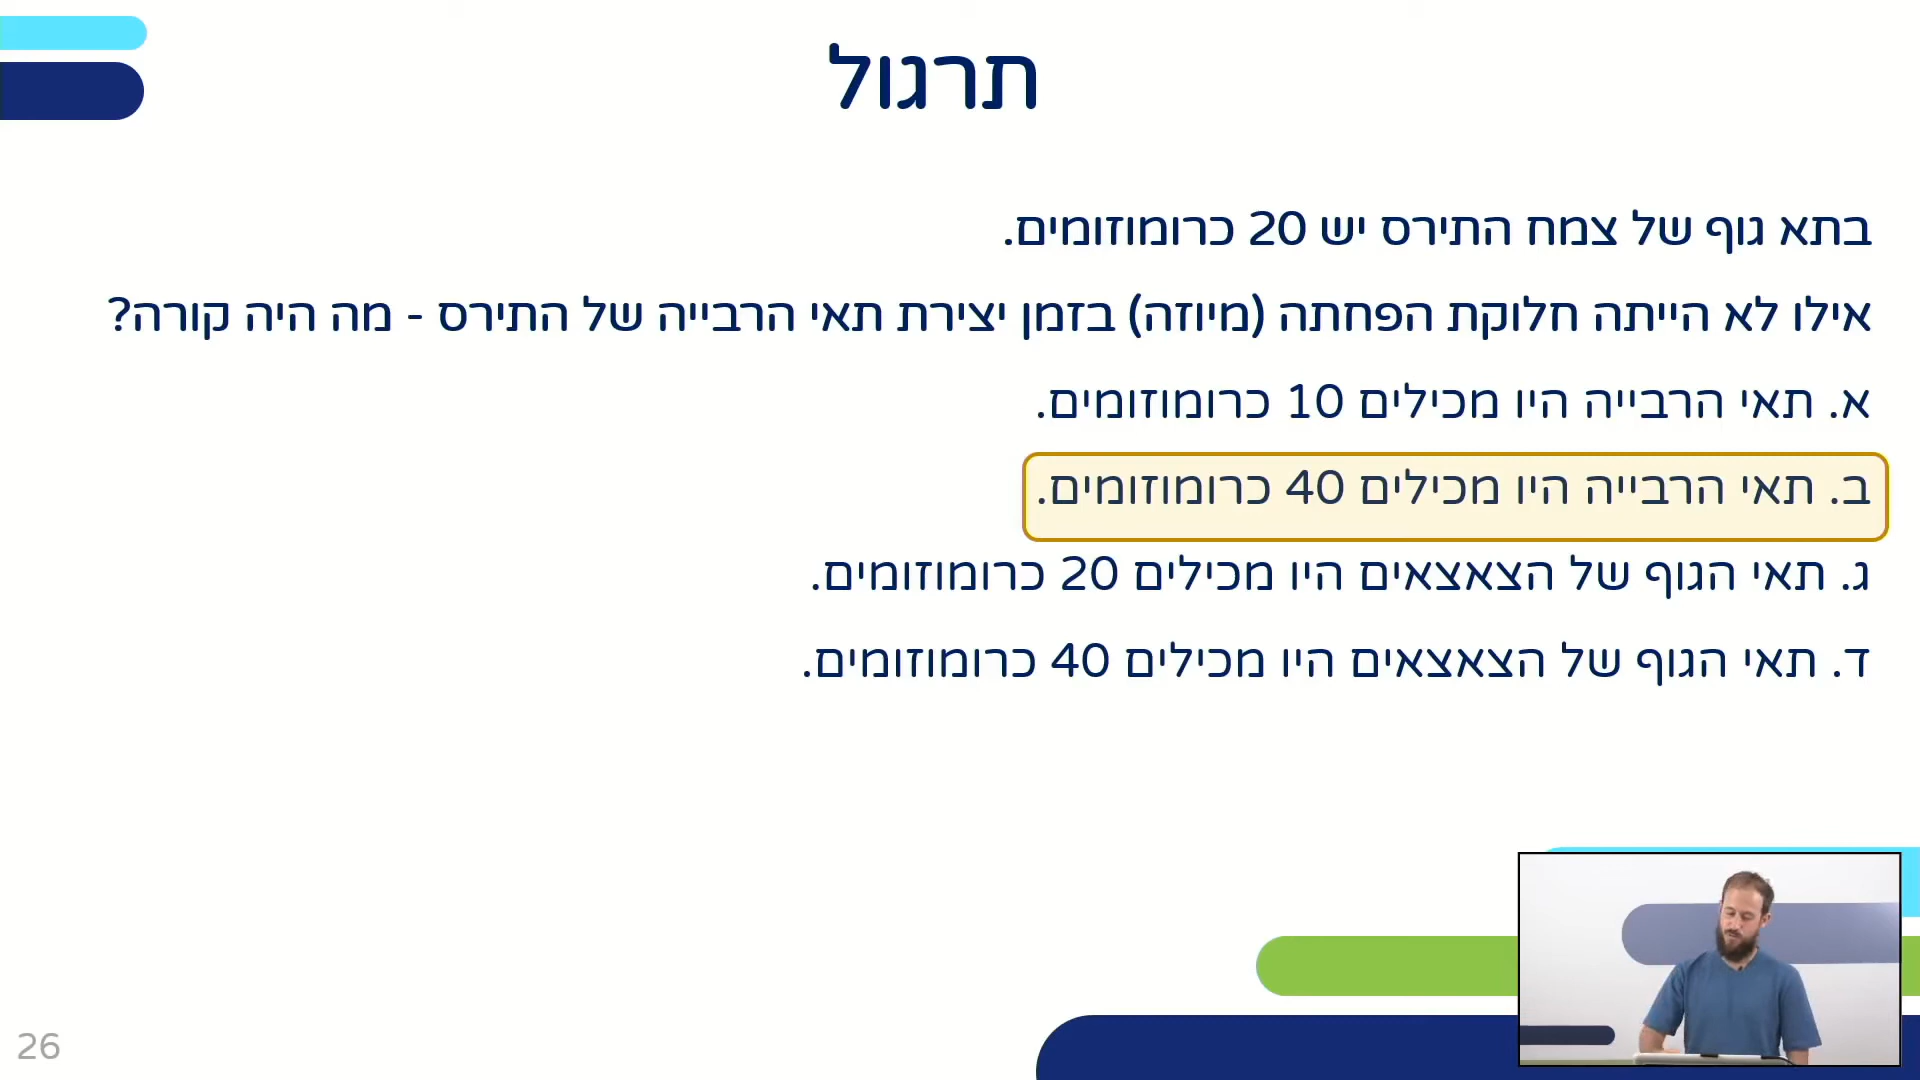 תרגול
בתא גוף של צמח התירס יש 20 כרומוזומים.
אילו לא הייתה חלוקת הפחתה (מיוזה) בזמן יצירת תאי הרבייה של התירס - מה היה קורה?
א. תאי הרבייה היו מכילים 10 כרומוזומים.
ב. תאי הרבייה היו מכילים 40 כרומוזומים.
ג. תאי הגוף של הצאצאים היו מכילים 20 כרומוזומים.
ד. תאי הגוף של הצאצאים היו מכילים 40 כרומוזומים.
26